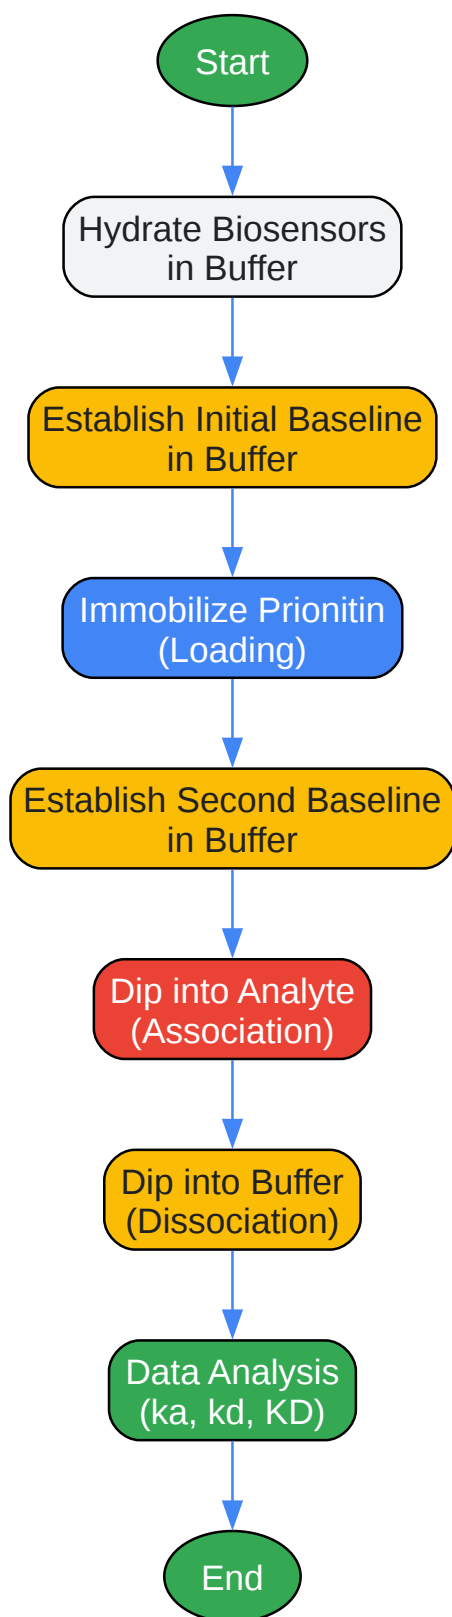 Start
Hydrate Biosensors
in Buffer
Establish Initial Baseline
in Buffer
Immobilize Prionitin
(Loading)
Establish Second Baseline
in Buffer
Dip into Analyte
(Association)
Dip into Buffer
(Dissociation)
Data Analysis
(ka, kd, KD)
End